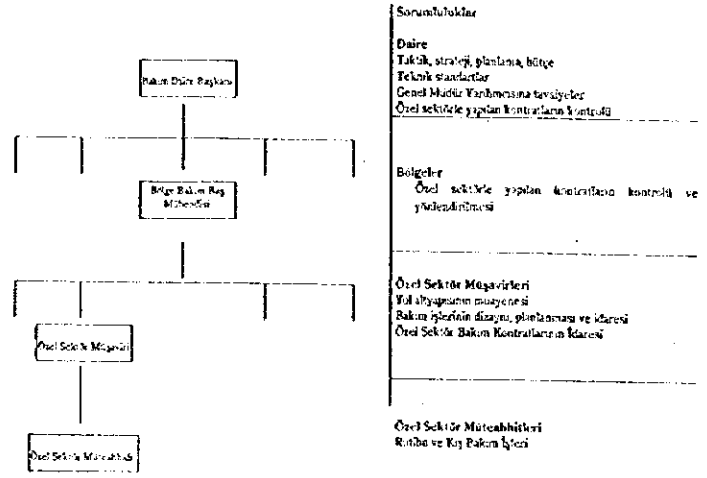 Sorumluluklar
Daire
Taktik, strateji, planlama, bütçe
Teknik standartlar
Genel Müdür Yardımcısına tavsiyeler
Özel sektörle yapılan kontratların kontrolü
Bakım Daire Başkanı
Bölgeler
Özel sektörle yapılan kontratların kontrolü ve
yönlendirilmesi
Bölge Bakım Baş
Mühendisi
Özel Sektör Müşavirleri
Yol altyapısının muayenesi
Bakım işlerinin dizaynı, planlanması ve idaresi
Özel Sektör Bakım Kontratlarının İdaresi
Özel Sektör Müşaviri
Özel Sektör Müteahhitleri
Rutin ve Kış Bakım İşleri
Özel Sektör Müteahhidi